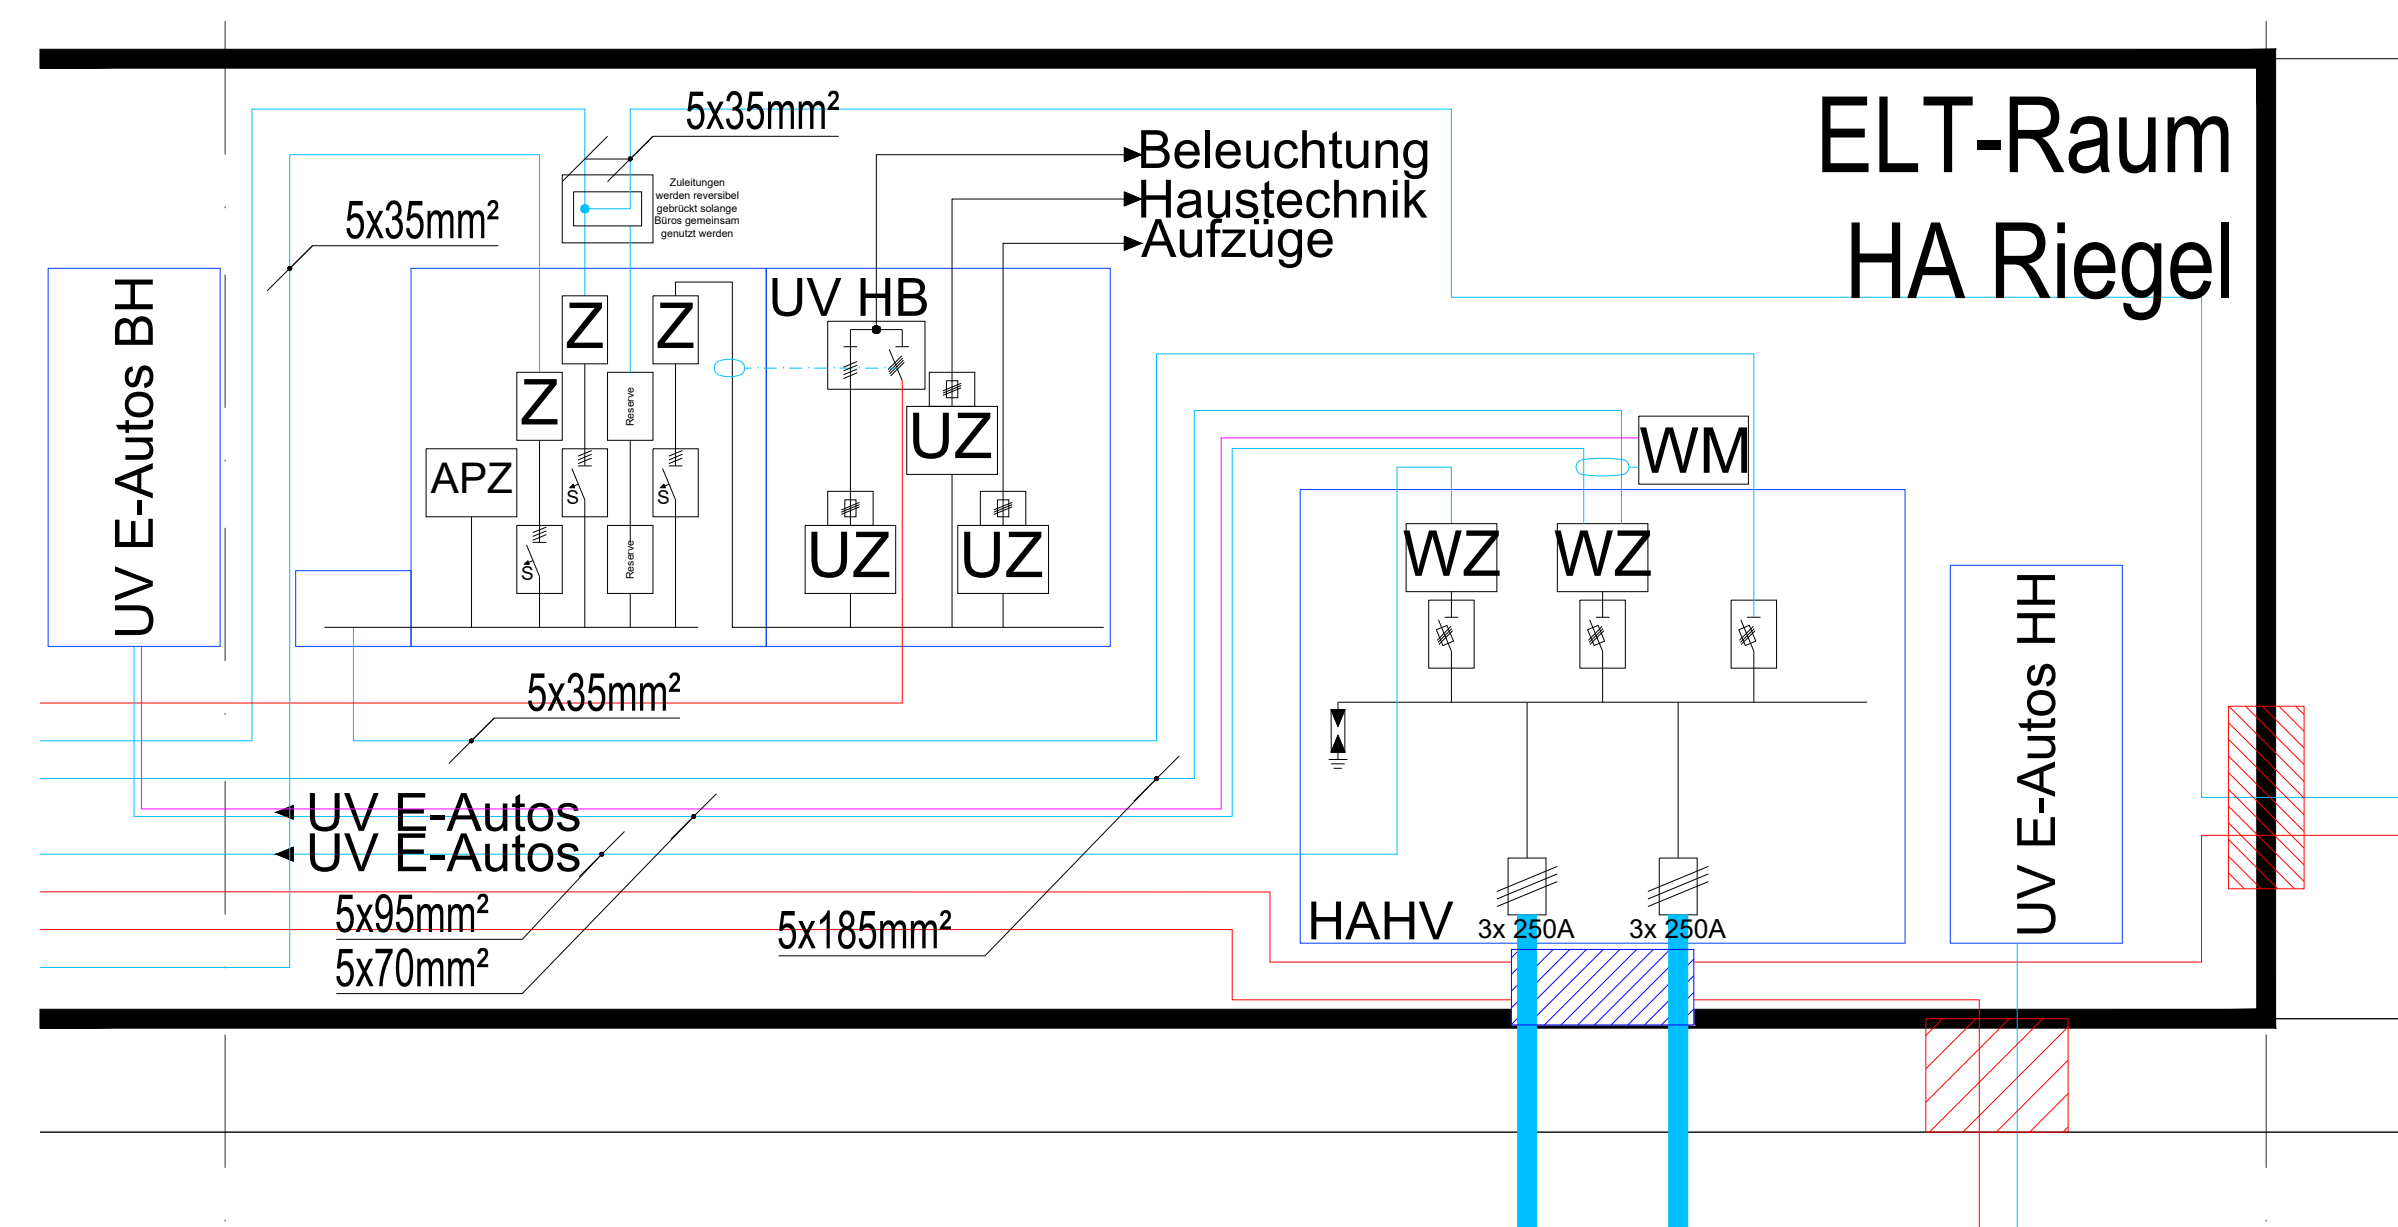 ELT-Raum
HA Riegel
5x35mm²
Beleuchtung
Haustechnik
Aufzüge
Zuleitungen
werden reversibel
gebrückt solange
Büros gemeinsam
genutzt werden
5x35mm²
UV E-Autos BH
UV HB
Z
Z
Z
Reserve
APZ
S
S
S
Reserve
UZ
UZ
UZ
WM
WZ
WZ
UV E-Autos HH
5x35mm²
UV E-Autos
UV E-Autos
5x95mm²
5x70mm²
5x185mm²
HAHV
3x 250A
3x 250A